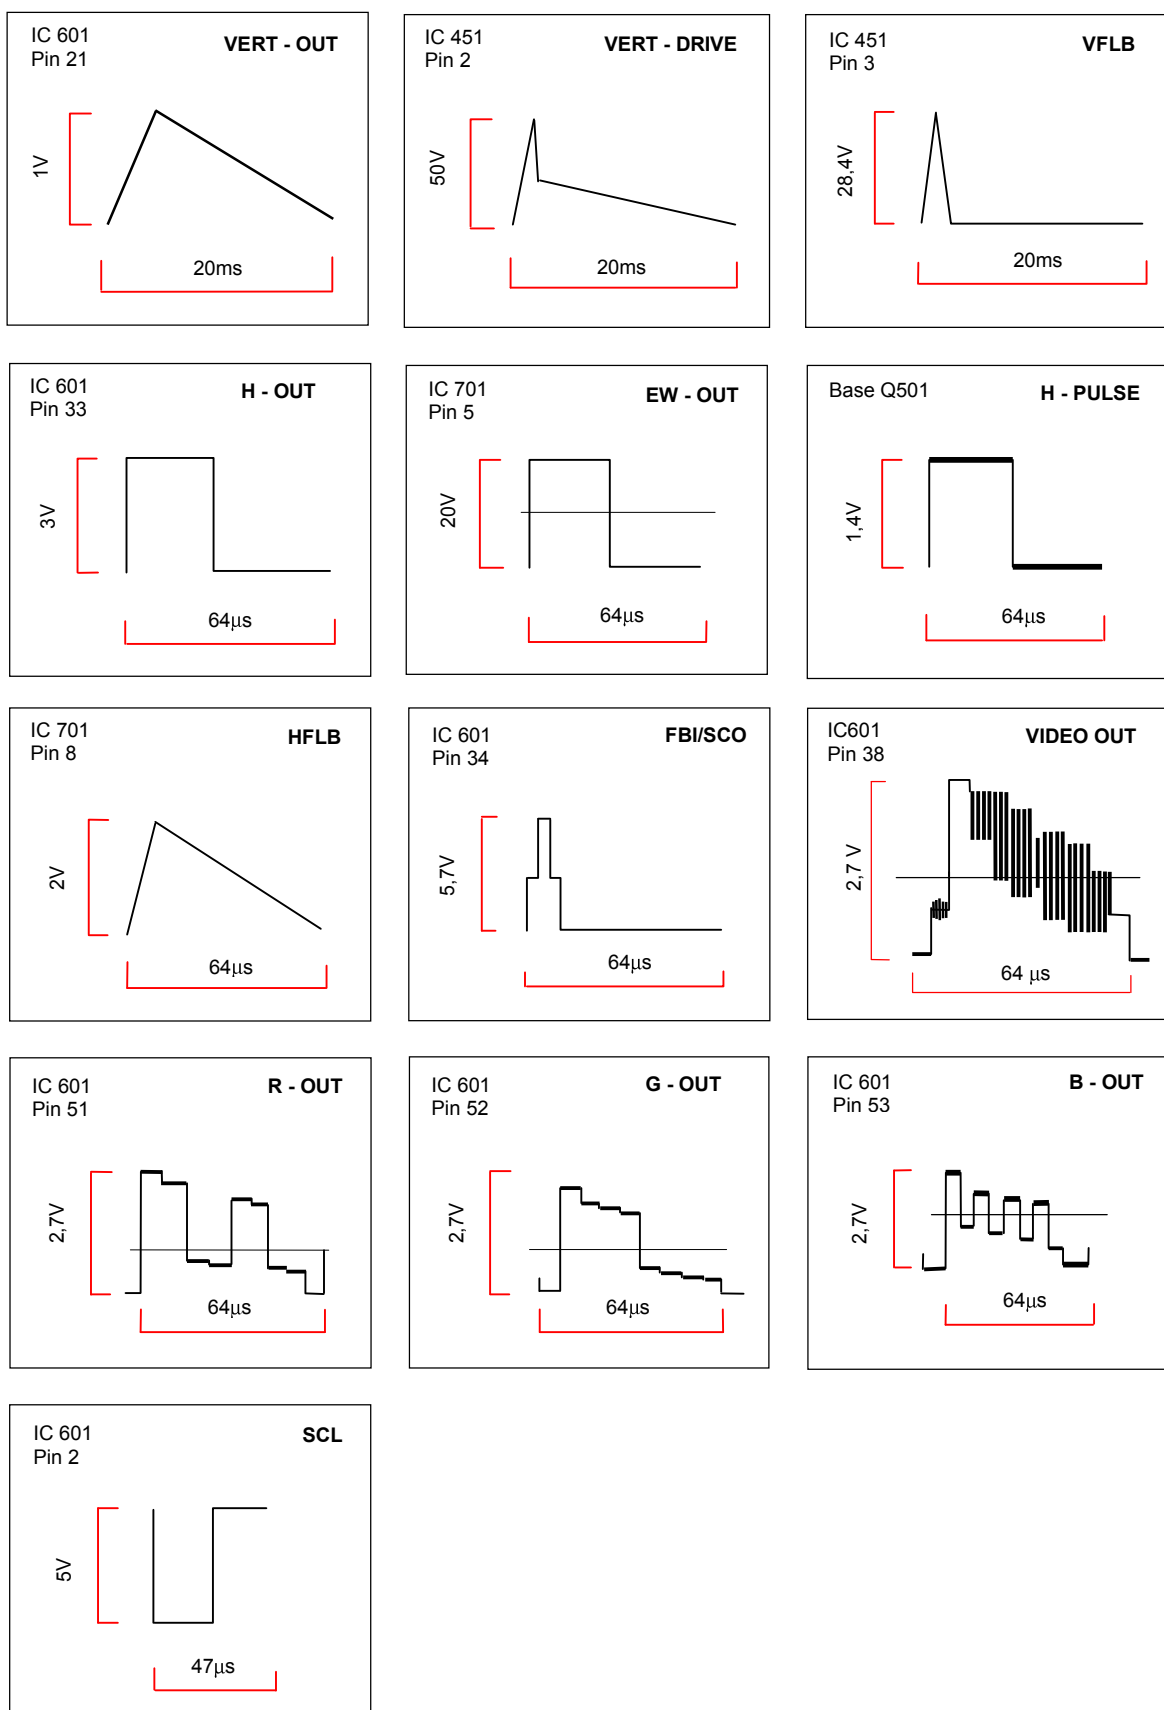 IC 601
Pin 21
VERT - OUT
1V
20ms
IC 451
Pin 2
VERT - DRIVE
50V
20ms
IC 451
Pin 3
VFLB
28,4V
20ms
IC 601
Pin 33
H - OUT
3V
64µs
IC 701
Pin 5
EW - OUT
20V
64µs
Base Q501
H - PULSE
1,4V
64µs
IC 701
Pin 8
HFLB
2V
64µs
IC 601
Pin 34
FBI/SCO
5,7V
64µs
IC601
Pin 38
VIDEO OUT
2,7 V
64 µs
IC 601
Pin 51
R - OUT
2,7V
64µs
IC 601
Pin 52
G - OUT
2,7V
64µs
IC 601
Pin 53
B - OUT
2,7V
64µs
IC 601
Pin 2
SCL
5V
47µs